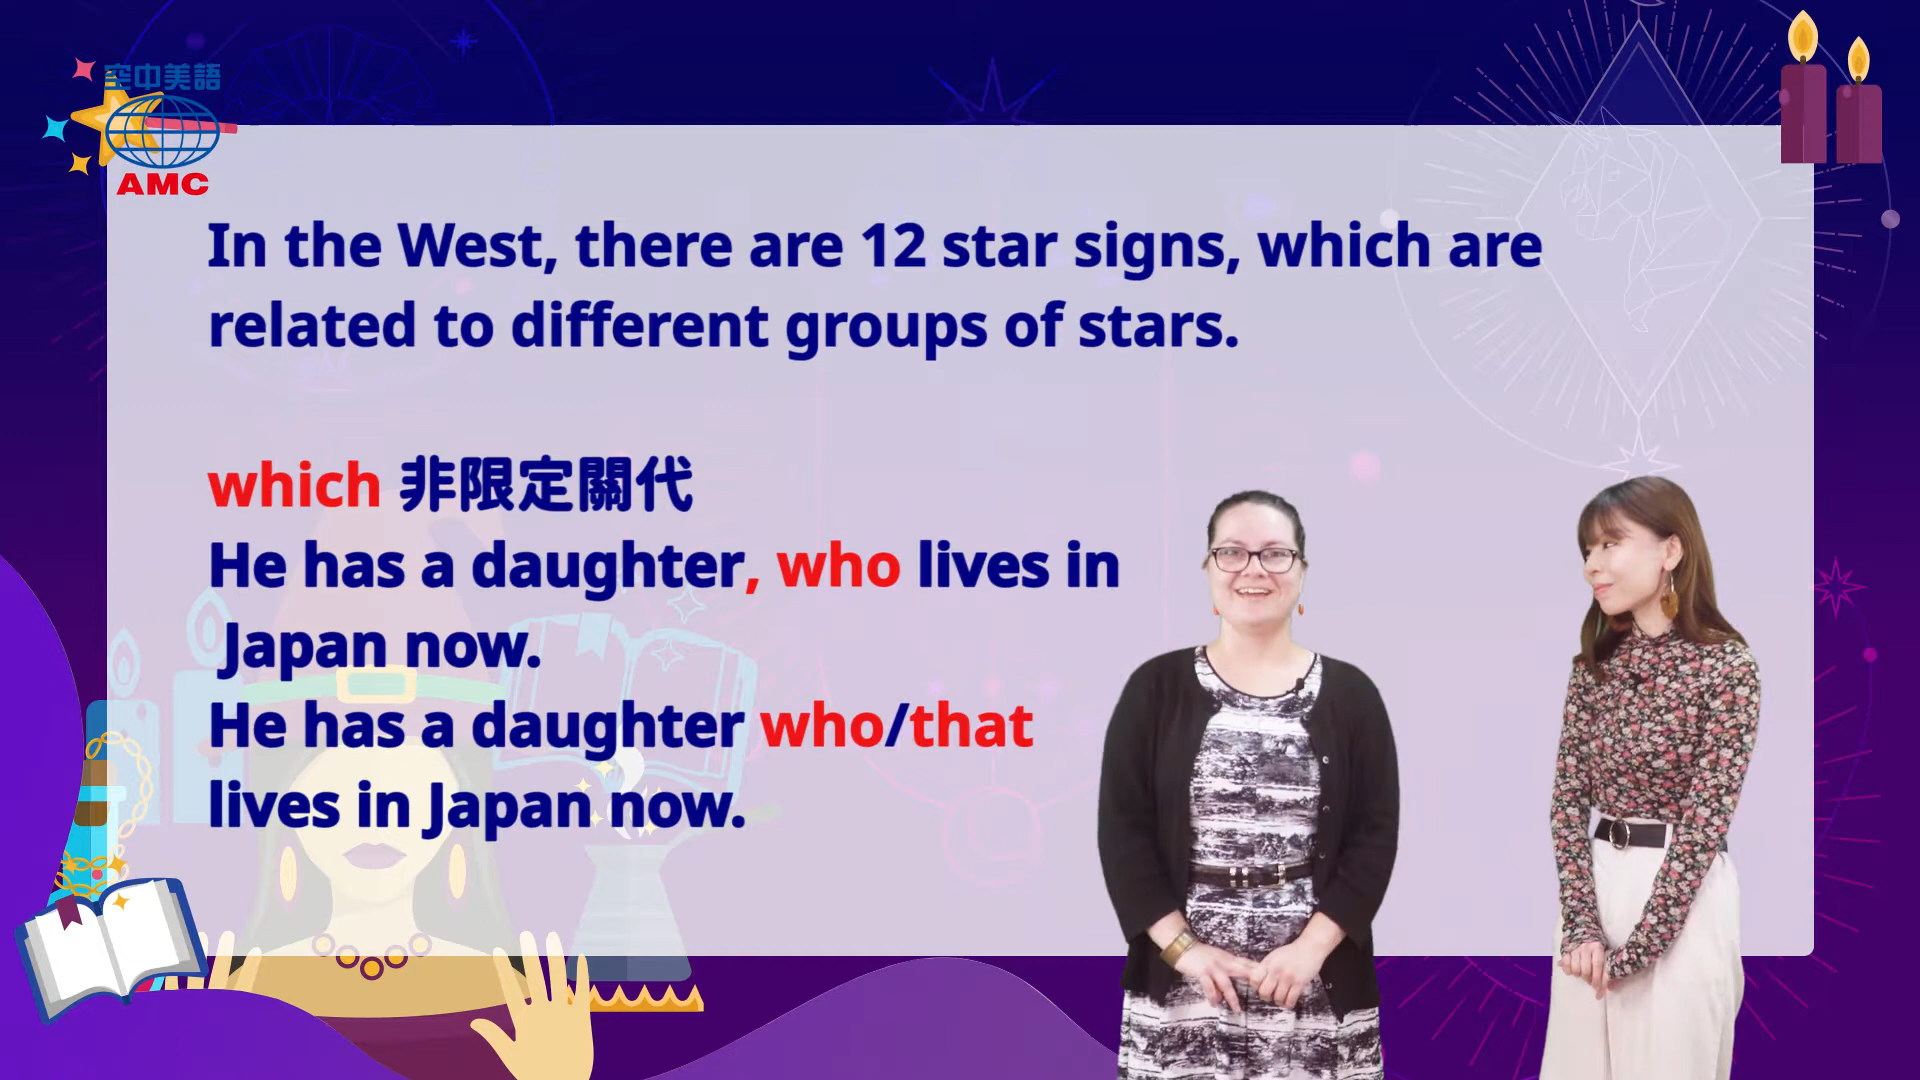 空中美語
AMC
In the West, there are 12 star signs, which are
related to different groups of stars.
which 非限定關代
He has a daughter, who lives in
Japan now.
He has a daughter who/that
lives in Japan now.